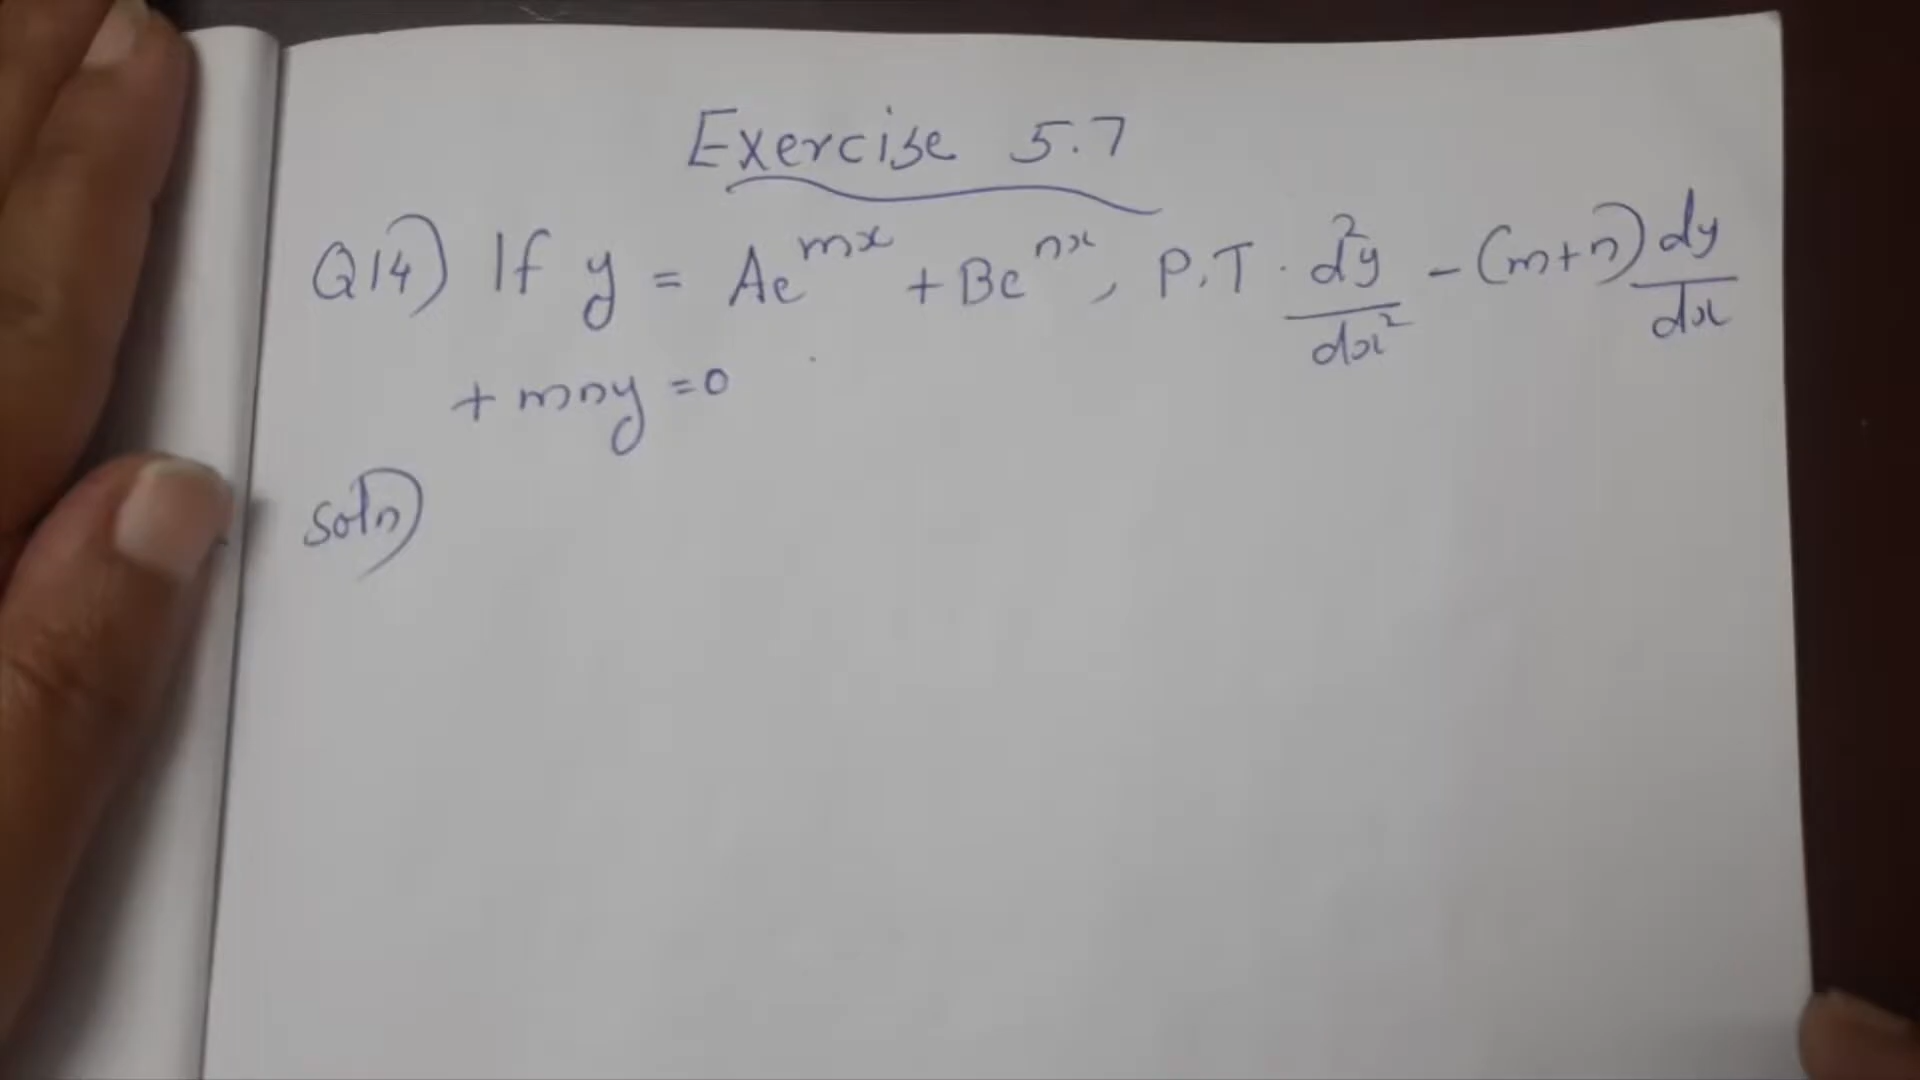 Exercise 5.7
Q14) If y = Ae^mx + Be^nx, P.T. d²y/dx² - (m+n) dy/dx
+ mny = 0
Soln)